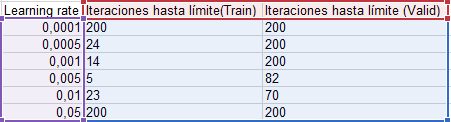 Learning rate Iteraciones hasta límite(Train) Iteraciones hasta límite (Valid)
0,0001 200 200
0,0005 24 200
0,001 14 200
0,005 5 82
0,01 23 70
0,05 200 200